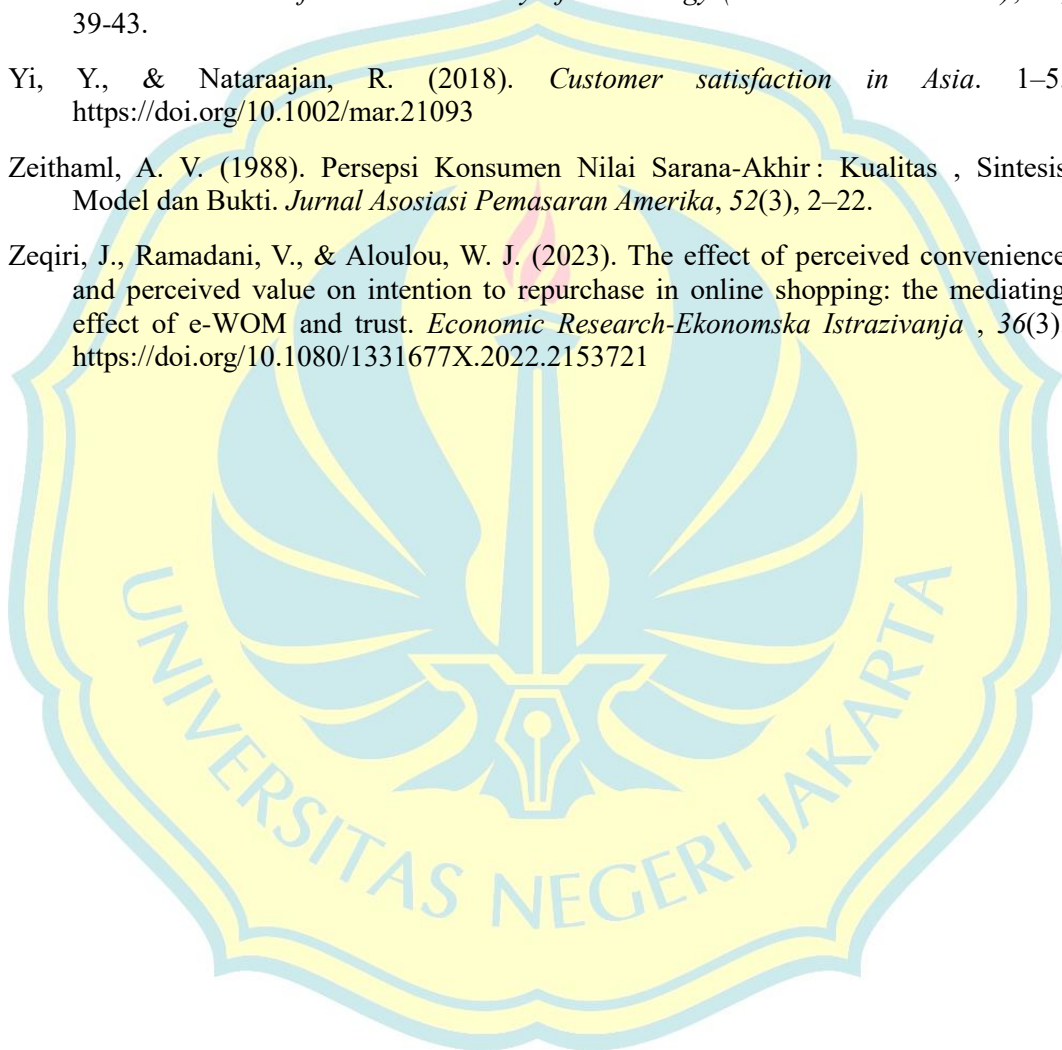 39-43.
Yi, Y., & Nataraajan, R. (2018). Customer satisfaction in Asia. 1–5.
https://doi.org/10.1002/mar.21093
Zeithaml, A. V. (1988). Persepsi Konsumen Nilai Sarana-Akhir : Kualitas , Sintesis
Model dan Bukti. Jurnal Asosiasi Pemasaran Amerika, 52(3), 2–22.
Zeqiri, J., Ramadani, V., & Aloulou, W. J. (2023). The effect of perceived convenience
and perceived value on intention to repurchase in online shopping: the mediating
effect of e-WOM and trust. Economic Research-Ekonomska Istrazivanja , 36(3)
https://doi.org/10.1080/1331677X.2022.2153721
UNIVERSITAS NEGERI JAKARTA